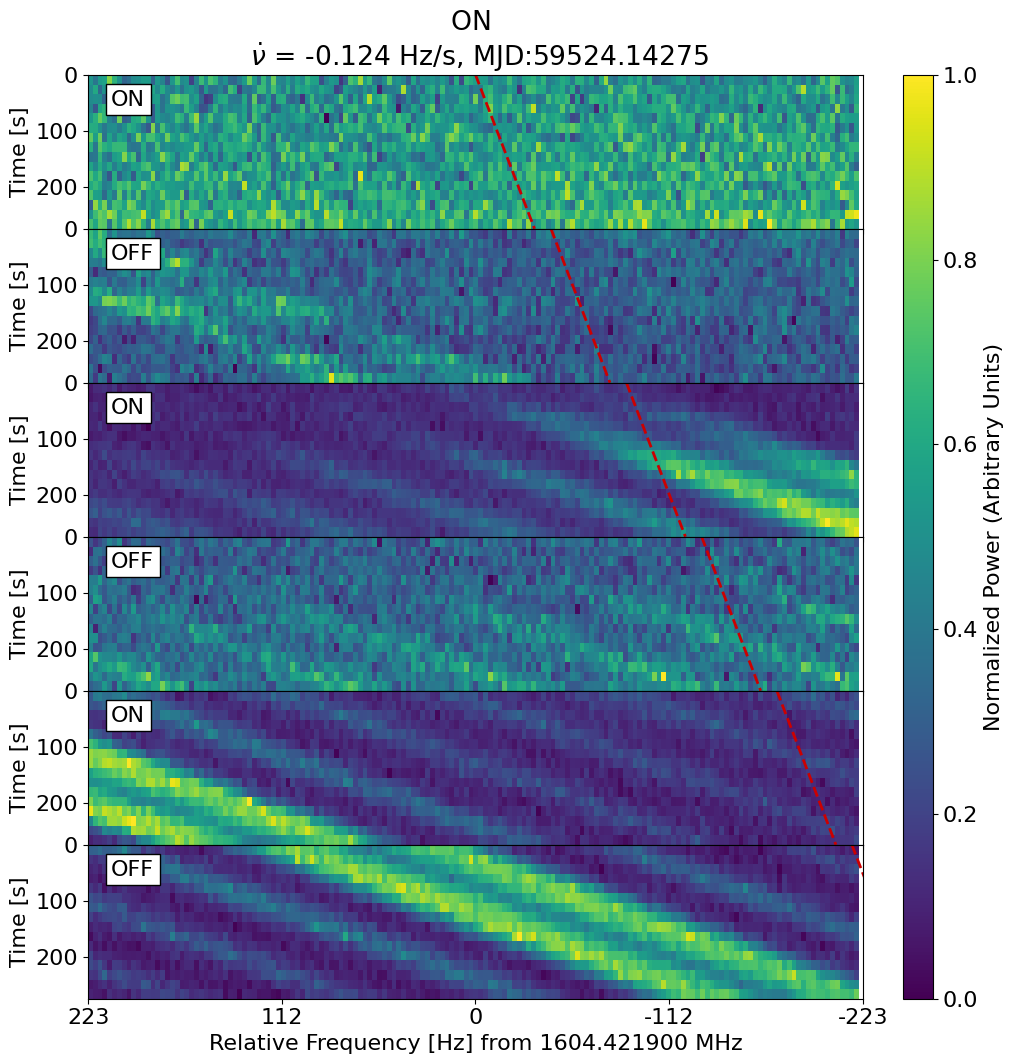 ON
ν̇ = -0.124 Hz/s, MJD:59524.14275
0
100
200
Time [s]
ON
0
100
200
Time [s]
OFF
0
100
200
Time [s]
ON
0
100
200
Time [s]
OFF
0
100
200
Time [s]
ON
0
100
200
Time [s]
OFF
223 112 0 -112 -223
Relative Frequency [Hz] from 1604.421900 MHz
1.0
0.8
0.6
0.4
0.2
0.0
Normalized Power (Arbitrary Units)